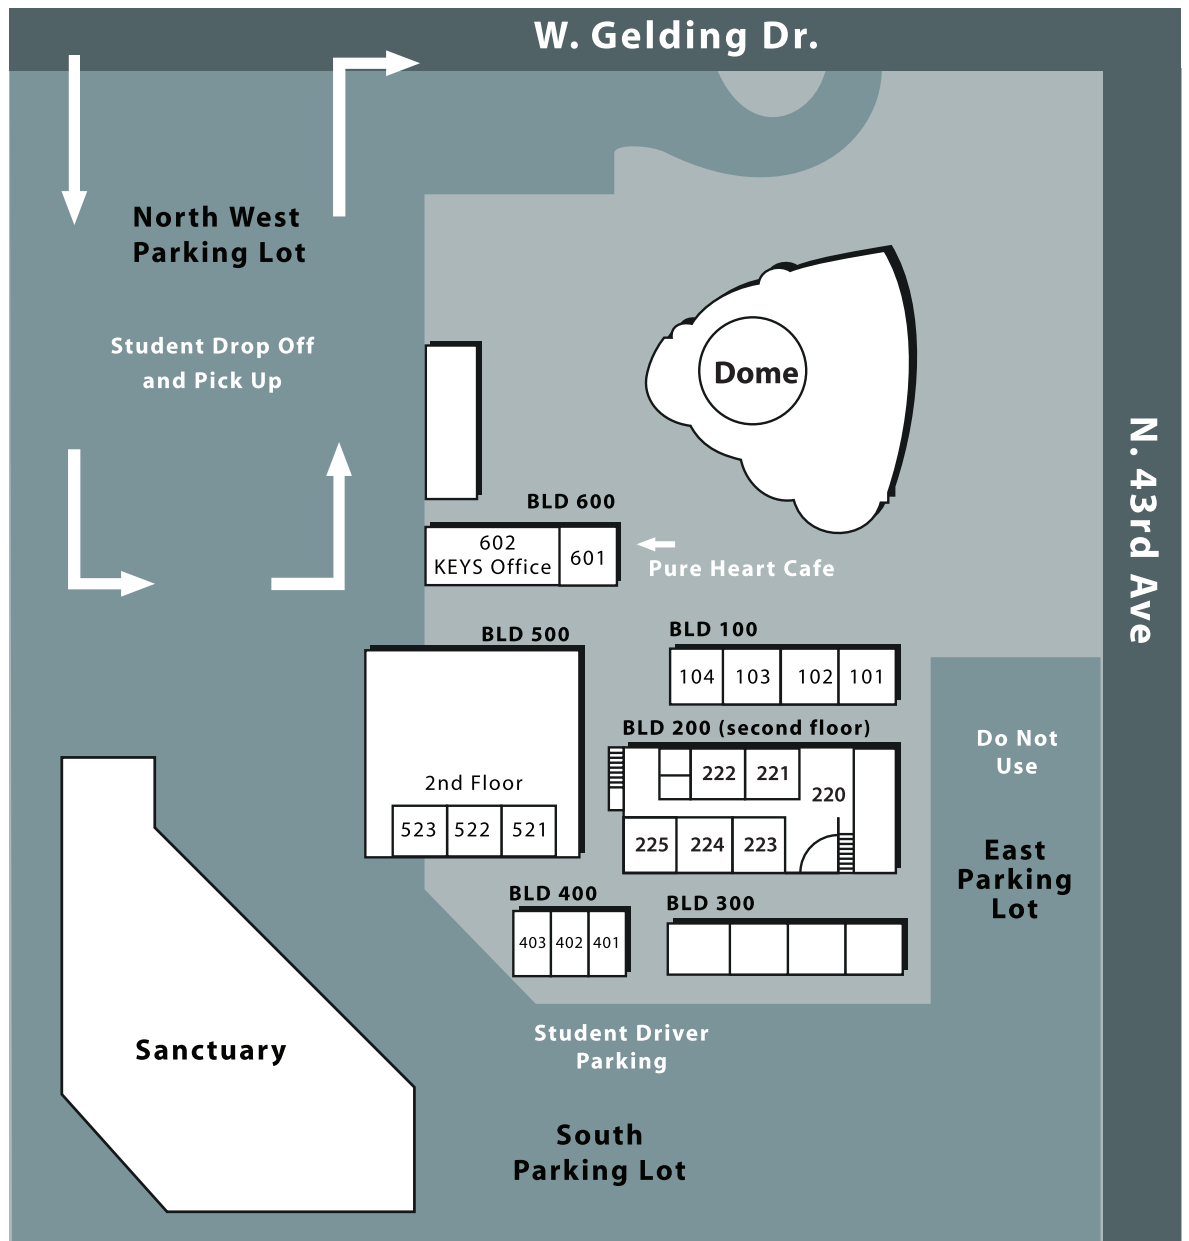 W. Gelding Dr.
North West
Parking Lot
Student Drop Off
and Pick Up
Dome
N. 43rd Ave
BLD 600
602
KEYS Office
601
Pure Heart Cafe
BLD 500
2nd Floor
523
522
521
BLD 100
104
103
102
101
BLD 200 (second floor)
222
221
220
225
224
223
Do Not
Use
East
Parking
Lot
BLD 400
403
402
401
BLD 300
Sanctuary
Student Driver
Parking
South
Parking Lot